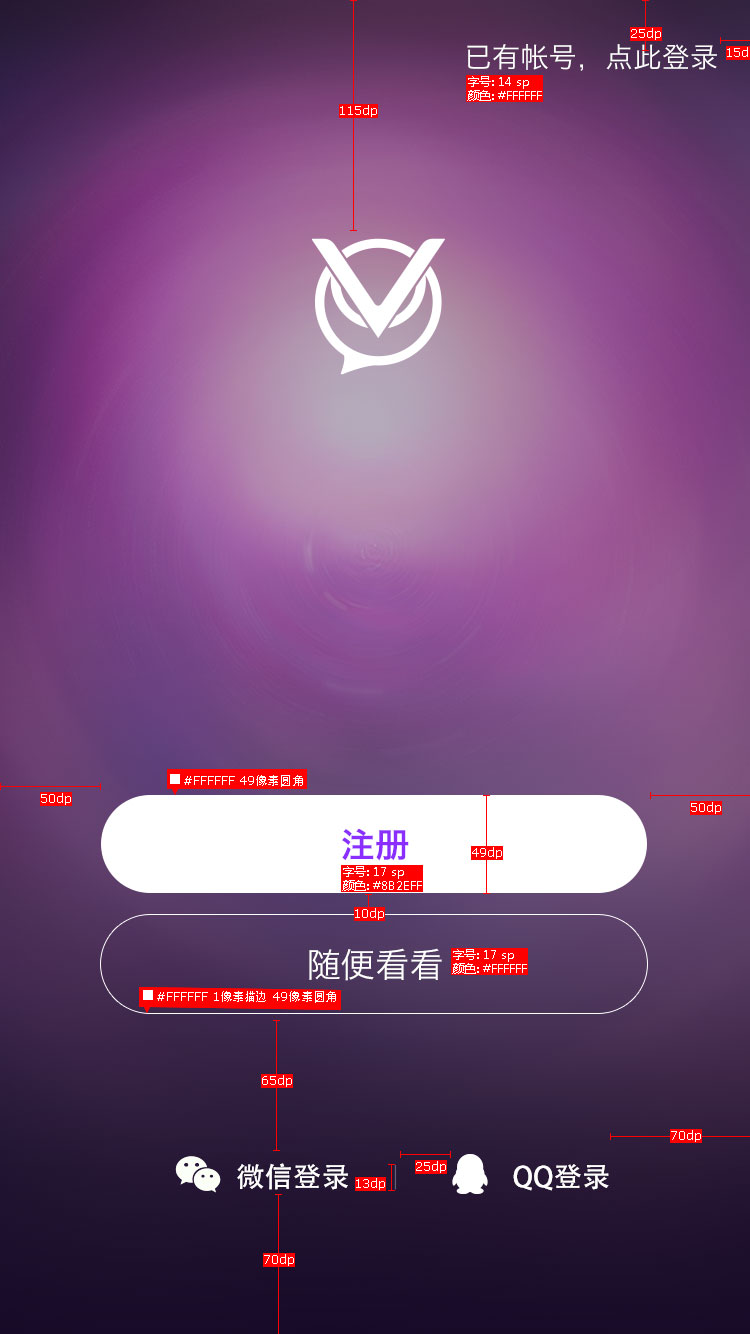 25dp
15d
已有帐号，点此登录
字号: 14 sp
颜色: #FFFFFF
115dp
#FFFFFF 49像素圆角
50dp
50dp
注册
49dp
字号: 17 sp
颜色: #8B2EFF
10dp
随便看看
字号: 17 sp
颜色: #FFFFFF
#FFFFFF 1像素描边 49像素圆角
65dp
70dp
微信登录
13dp
25dp
QQ登录
70dp